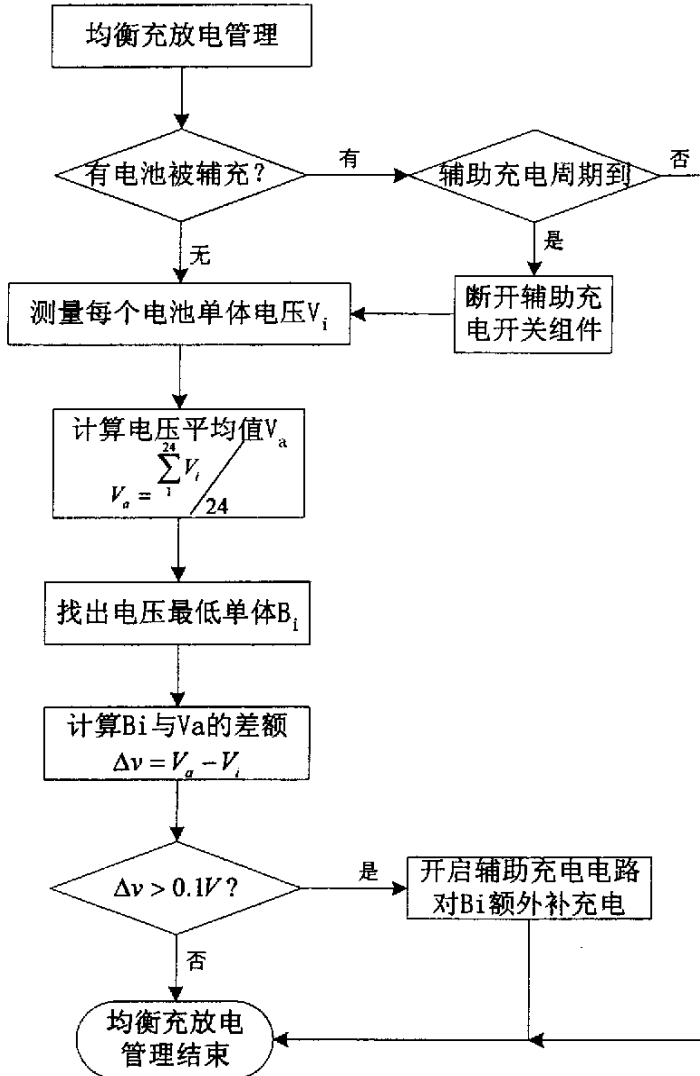 均衡充放电管理
有电池被辅充?
有
辅助充电周期到
否
无
是
测量每个电池单体电压V_i
断开辅助充
电开关组件
计算电压平均值V_a
V_a = \sum_{1}^{24} V_i / 24
找出电压最低单体B_i
计算Bi与Va的差额
Δv = V_a - V_i
Δv > 0.1V?
是
开启辅助充电电路
对Bi额外补充电
否
均衡充放电
管理结束